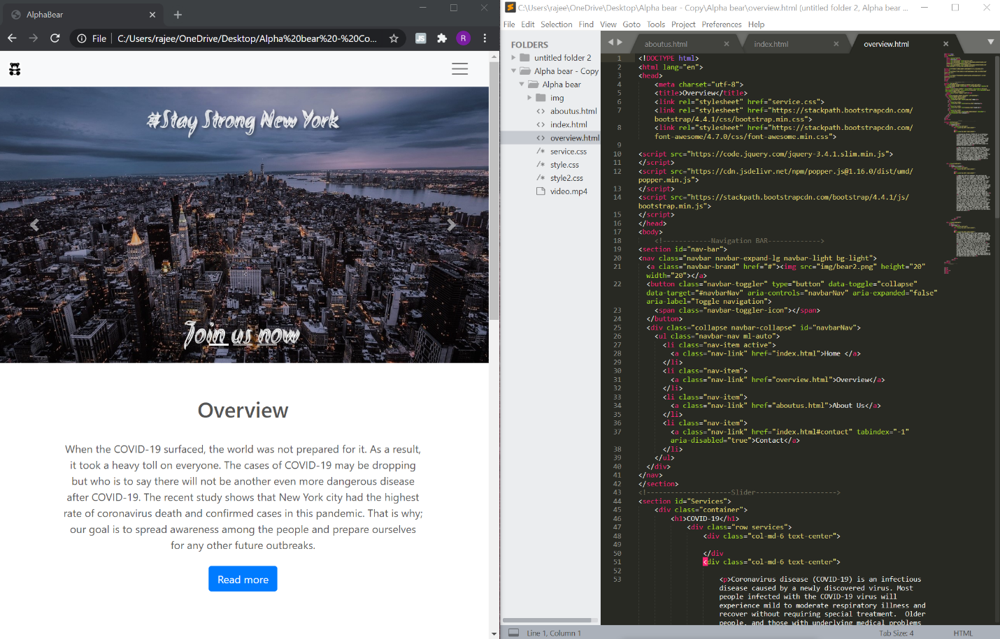 AlphaBear
File
C:/Users/rajee/OneDrive/Desktop/Alpha%20bear%20-%20Co...
JS
R
#Stay Strong New York
Join us now
Overview
When the COVID-19 surfaced, the world was not prepared for it. As a result,
it took a heavy toll on everyone. The cases of COVID-19 may be dropping
but who is to say there will not be another even more dangerous disease
after COVID-19. The recent study shows that New York city had the highest
rate of coronavirus death and confirmed cases in this pandemic. That is why;
our goal is to spread awareness among the people and prepare ourselves
for any other future outbreaks.
Read more
C:\Users\rajee\OneDrive\Desktop\Alpha bear - Copy\Alpha bear\overview.html (untitled folder 2, Alpha bear ...
File Edit Selection Find View Goto Tools Project Preferences Help
FOLDERS
untitled folder 2
Alpha bear - Copy
Alpha bear
img
<> aboutus.html
<> index.html
<> overview.html
/* service.css
/* style.css
/* style2.css
video.mp4
aboutus.html
index.html
overview.html
1 <!DOCTYPE html>
2 <html lang="en">
3 <head>
4 <meta charset="utf-8">
5 <title>Overview</title>
6 <link rel="stylesheet" href="service.css">
7 <link rel="stylesheet" href="https://stackpath.bootstrapcdn.com/
bootstrap/4.4.1/css/bootstrap.min.css">
8 <link rel="stylesheet" href="https://stackpath.bootstrapcdn.com/
font-awesome/4.7.0/css/font-awesome.min.css">
9
10 <script src="https://code.jquery.com/jquery-3.4.1.slim.min.js">
11 </script>
12 <script src="https://cdn.jsdelivr.net/npm/popper.js@1.16.0/dist/umd/
popper.min.js">
13 </script>
14 <script src="https://stackpath.bootstrapcdn.com/bootstrap/4.4.1/js/
bootstrap.min.js">
15 </script>
16 </head>
17 <body>
18 <!------------Navigation BAR------------->
19 <section id="nav-bar">
20 <nav class="navbar navbar-expand-lg navbar-light bg-light">
21 <a class="navbar-brand" href="#"><img src="img/bear2.png" height="20"
width="20"></a>
22 <button class="navbar-toggler" type="button" data-toggle="collapse"
data-target="#navbarNav" aria-controls="navbarNav" aria-expanded="false"
aria-label="Toggle navigation">
23 <span class="navbar-toggler-icon"></span>
24 </button>
25 <div class="collapse navbar-collapse" id="navbarNav">
26 <ul class="navbar-nav ml-auto">
27 <li class="nav-item active">
28 <a class="nav-link" href="index.html">Home </a>
29 </li>
30 <li class="nav-item">
31 <a class="nav-link" href="overview.html">Overview</a>
32 </li>
33 <li class="nav-item">
34 <a class="nav-link" href="aboutus.html">About Us</a>
35 </li>
36 <li class="nav-item">
37 <a class="nav-link" href="index.html#contact" tabindex="-1"
aria-disabled="true">Contact</a>
38 </li>
39 </ul>
40 </div>
41 </nav>
42 </section>
43 <!---------------------Slider-------------------->
44 <section id="Services">
45 <div class="container">
46 <h1>COVID-19</h1>
47 <div class="row services">
48 <div class="col-md-6 text-center">
49
50 </div
51 <div class="col-md-6 text-center">
52
53 <p>Coronavirus disease (COVID-19) is an infectious
disease caused by a newly discovered virus. Most
people infected with the COVID-19 virus will
experience mild to moderate respiratory illness and
recover without requiring special treatment. Older
people, and those with underlying medical problems
Line 1, Column 1
Tab Size: 4
HTML